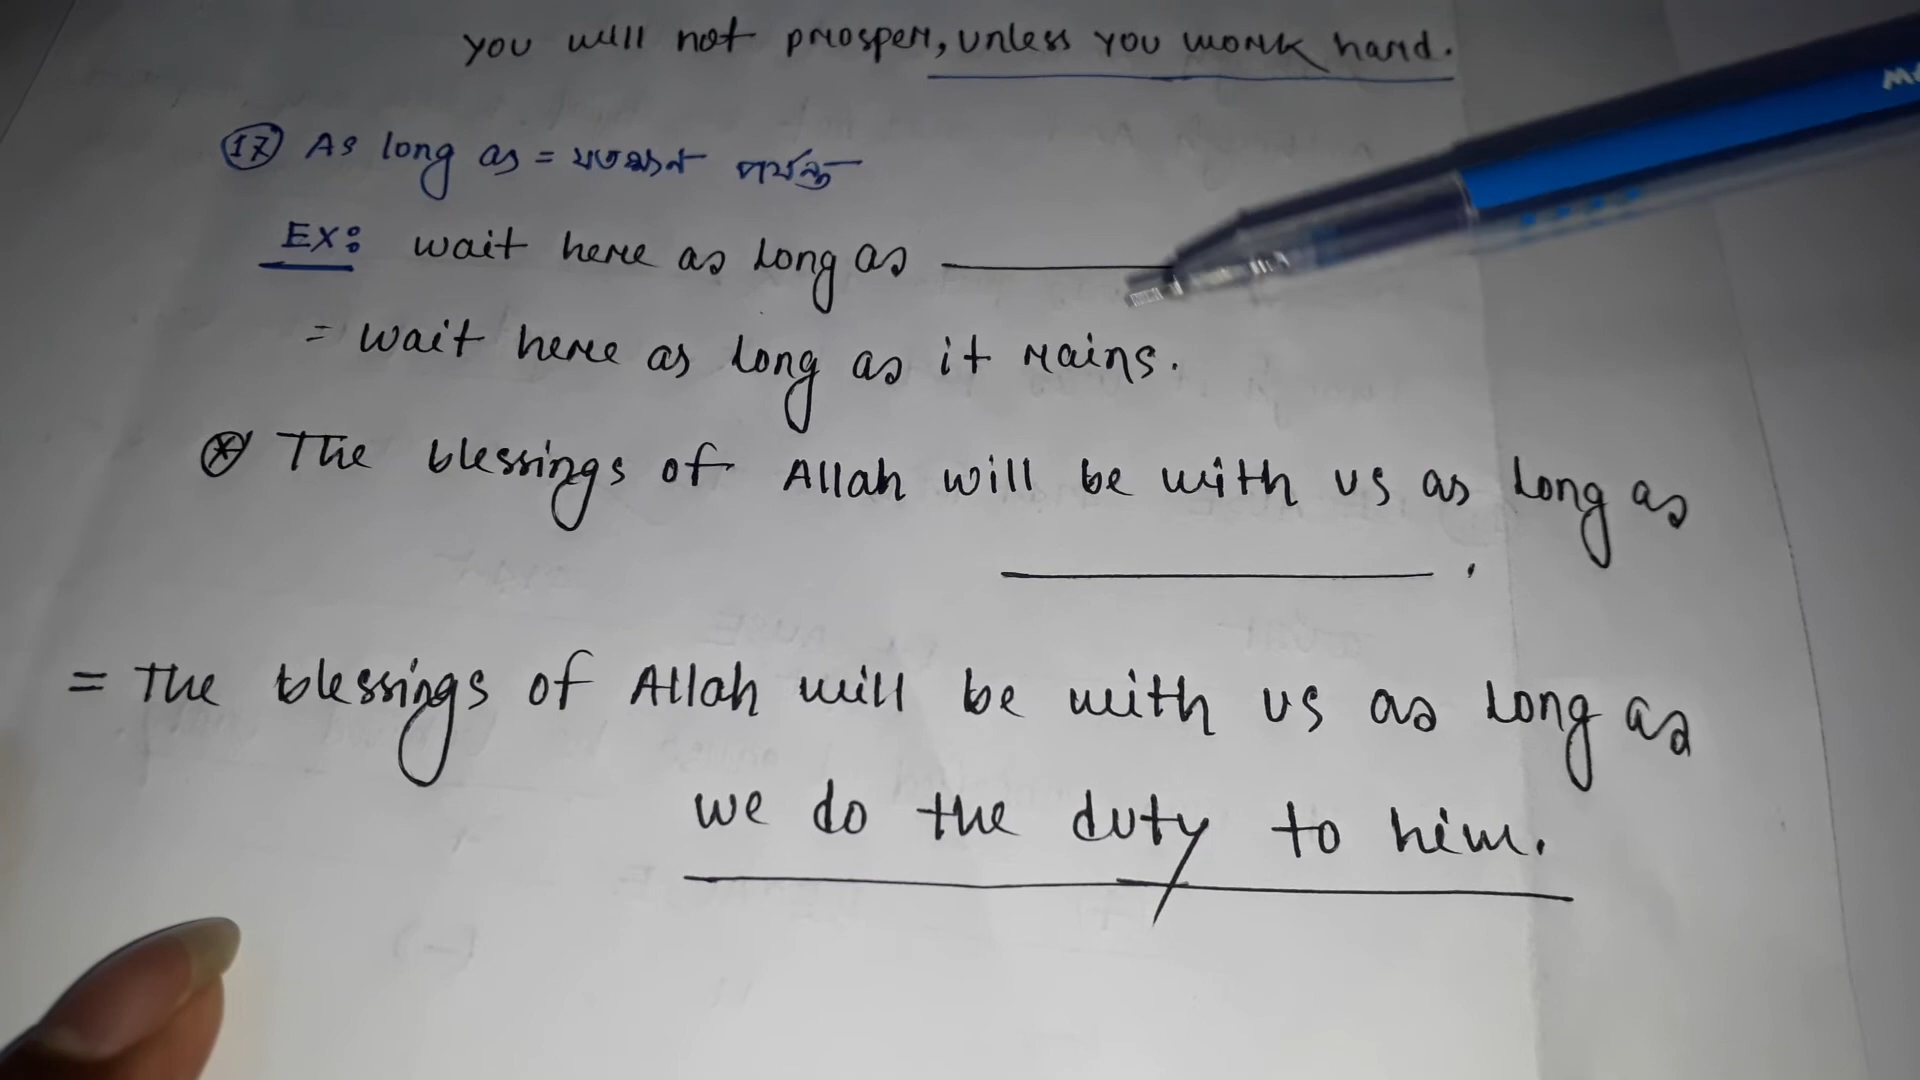 you will not prosper, unless you work hard.
(17) As long as = যতক্ষণ পর্যন্ত
Ex: wait here as long as ________
= wait here as long as it rains.
(*) The blessings of Allah will be with us as long as
________.
= The blessings of Allah will be with us as long as
we do the duty to him.